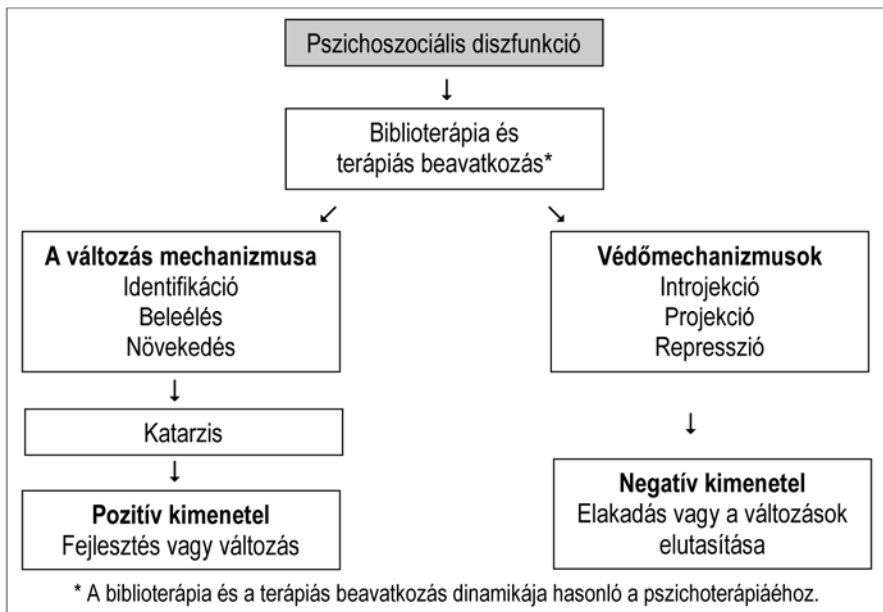 Pszichoszociális diszfunkció
↓
Biblioterápia és
terápiás beavatkozás*
↙ ↘
A változás mechanizmusa
Identifikáció
Beleélés
Növekedés
↓
Katarzis
↓
Pozitív kimenetel
Fejlesztés vagy változás
Védőmechanizmusok
Introjekció
Projekció
Represszió
↓
Negatív kimenetel
Elakadás vagy a változások
elutasítása
* A biblioterápia és a terápiás beavatkozás dinamikája hasonló a pszichoterápiáéhoz.